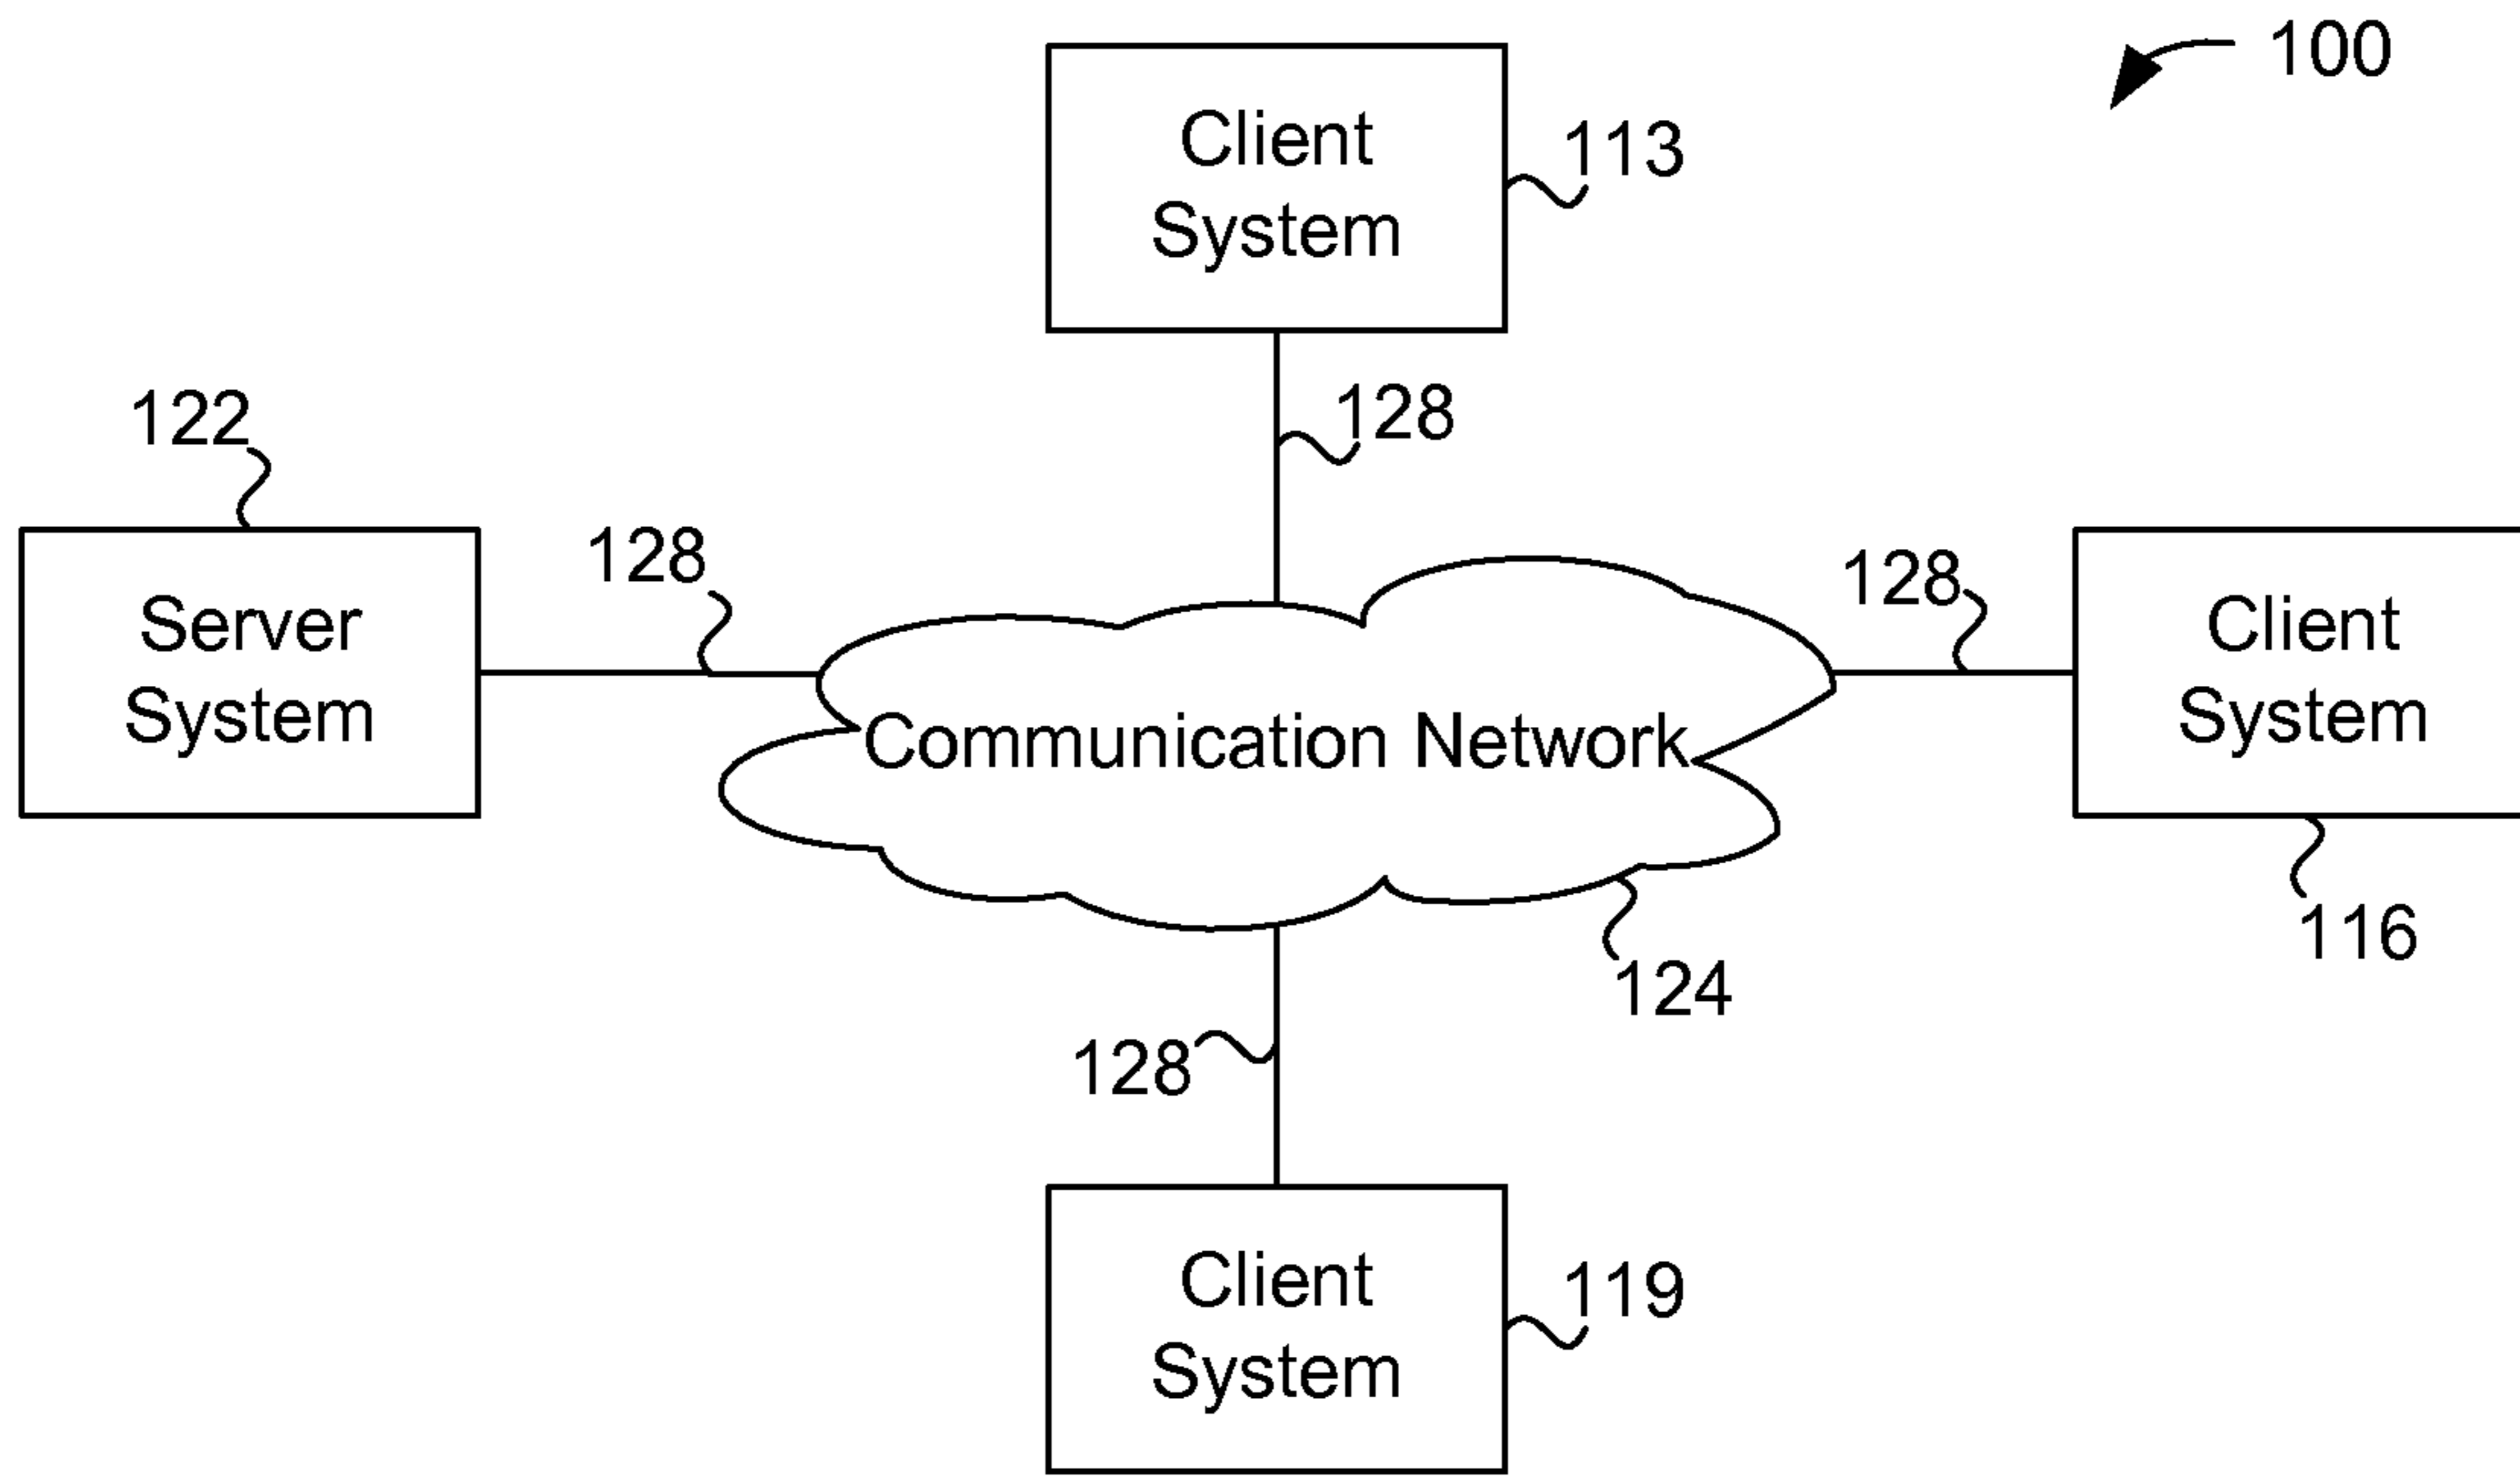 100
Client
System
113
128
122
Server
System
128
128
Client
System
Communication Network
116
124
128
Client
System
119